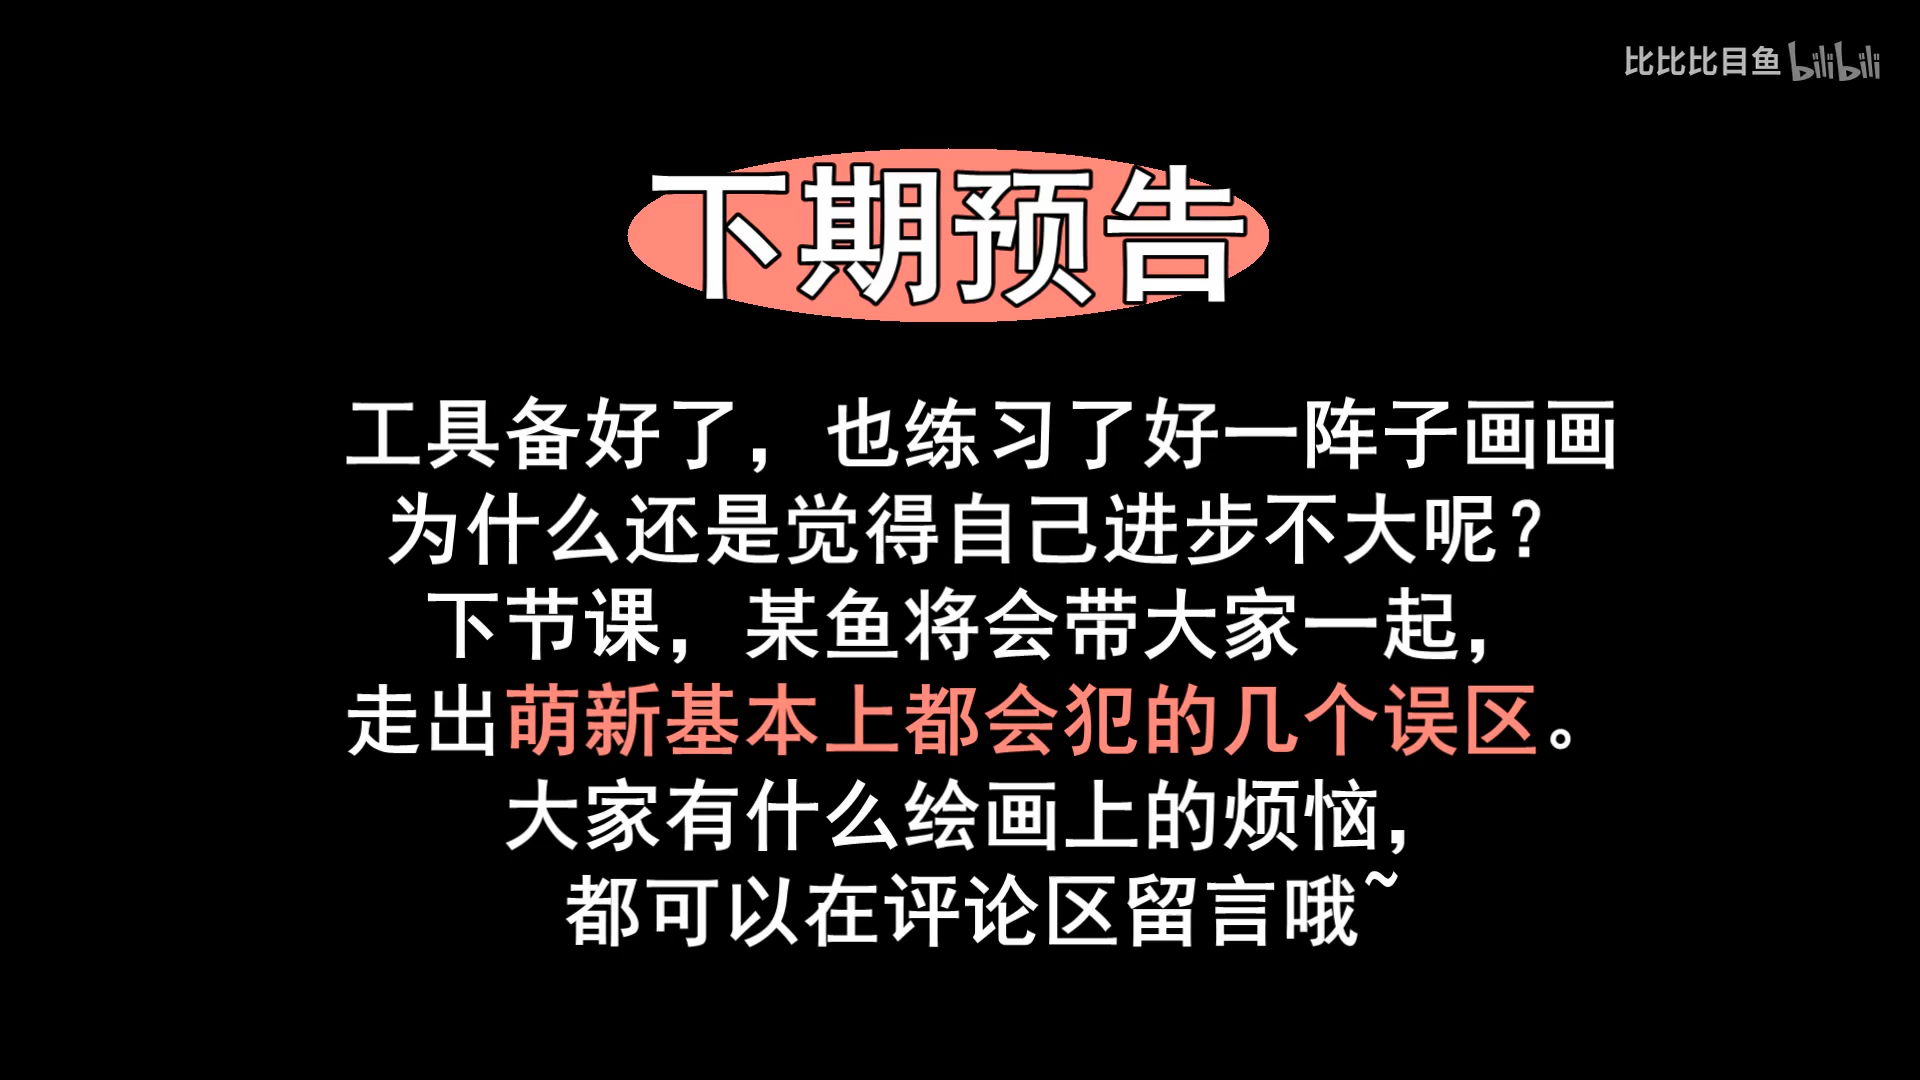 比比比目鱼 bilibili
下期预告
工具备好了，也练习了好一阵子画画
为什么还是觉得自己进步不大呢？
下节课，某鱼将会带大家一起，
走出萌新基本上都会犯的几个误区。
大家有什么绘画上的烦恼，
都可以在评论区留言哦~